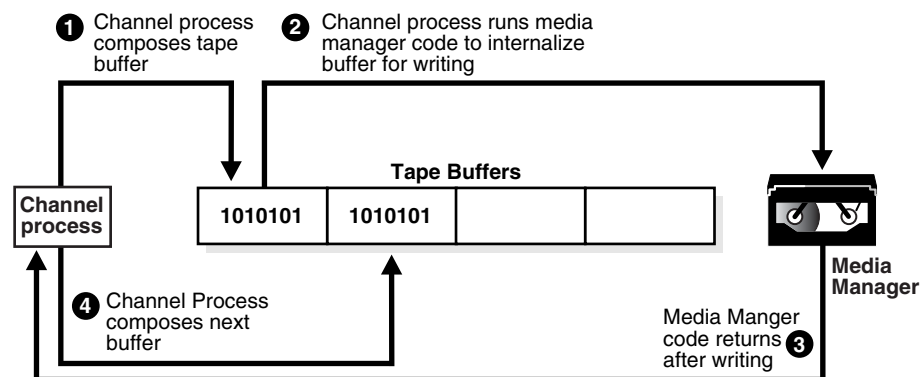 1 Channel process
composes tape
buffer
2 Channel process runs media
manager code to internalize
buffer for writing
Tape Buffers
Channel
process
1010101
1010101
Media
Manager
4 Channel Process
composes next
buffer
Media Manger
code returns
after writing 3